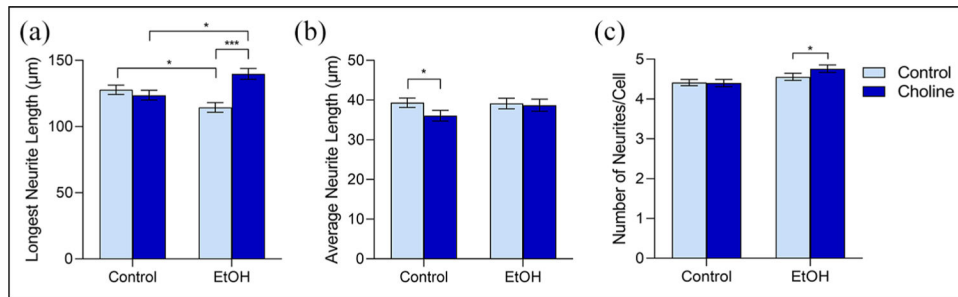 (a)
Longest Neurite Length (µm)
150
100
50
0
*
*
***
Control
EtOH
(b)
Average Neurite Length (µm)
50
40
30
20
10
0
*
Control
EtOH
(c)
Number of Neurites/Cell
5
4
3
2
1
0
*
Control
EtOH
Control
Choline